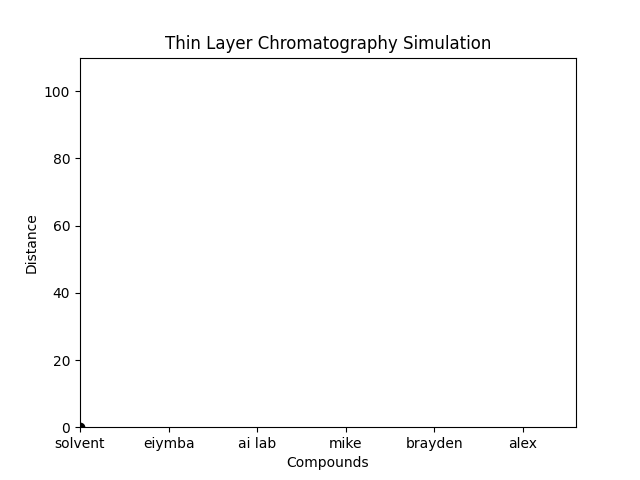 Thin Layer Chromatography Simulation
100
80
60
40
20
0
Distance
solvent eiymba ai lab mike brayden alex
Compounds